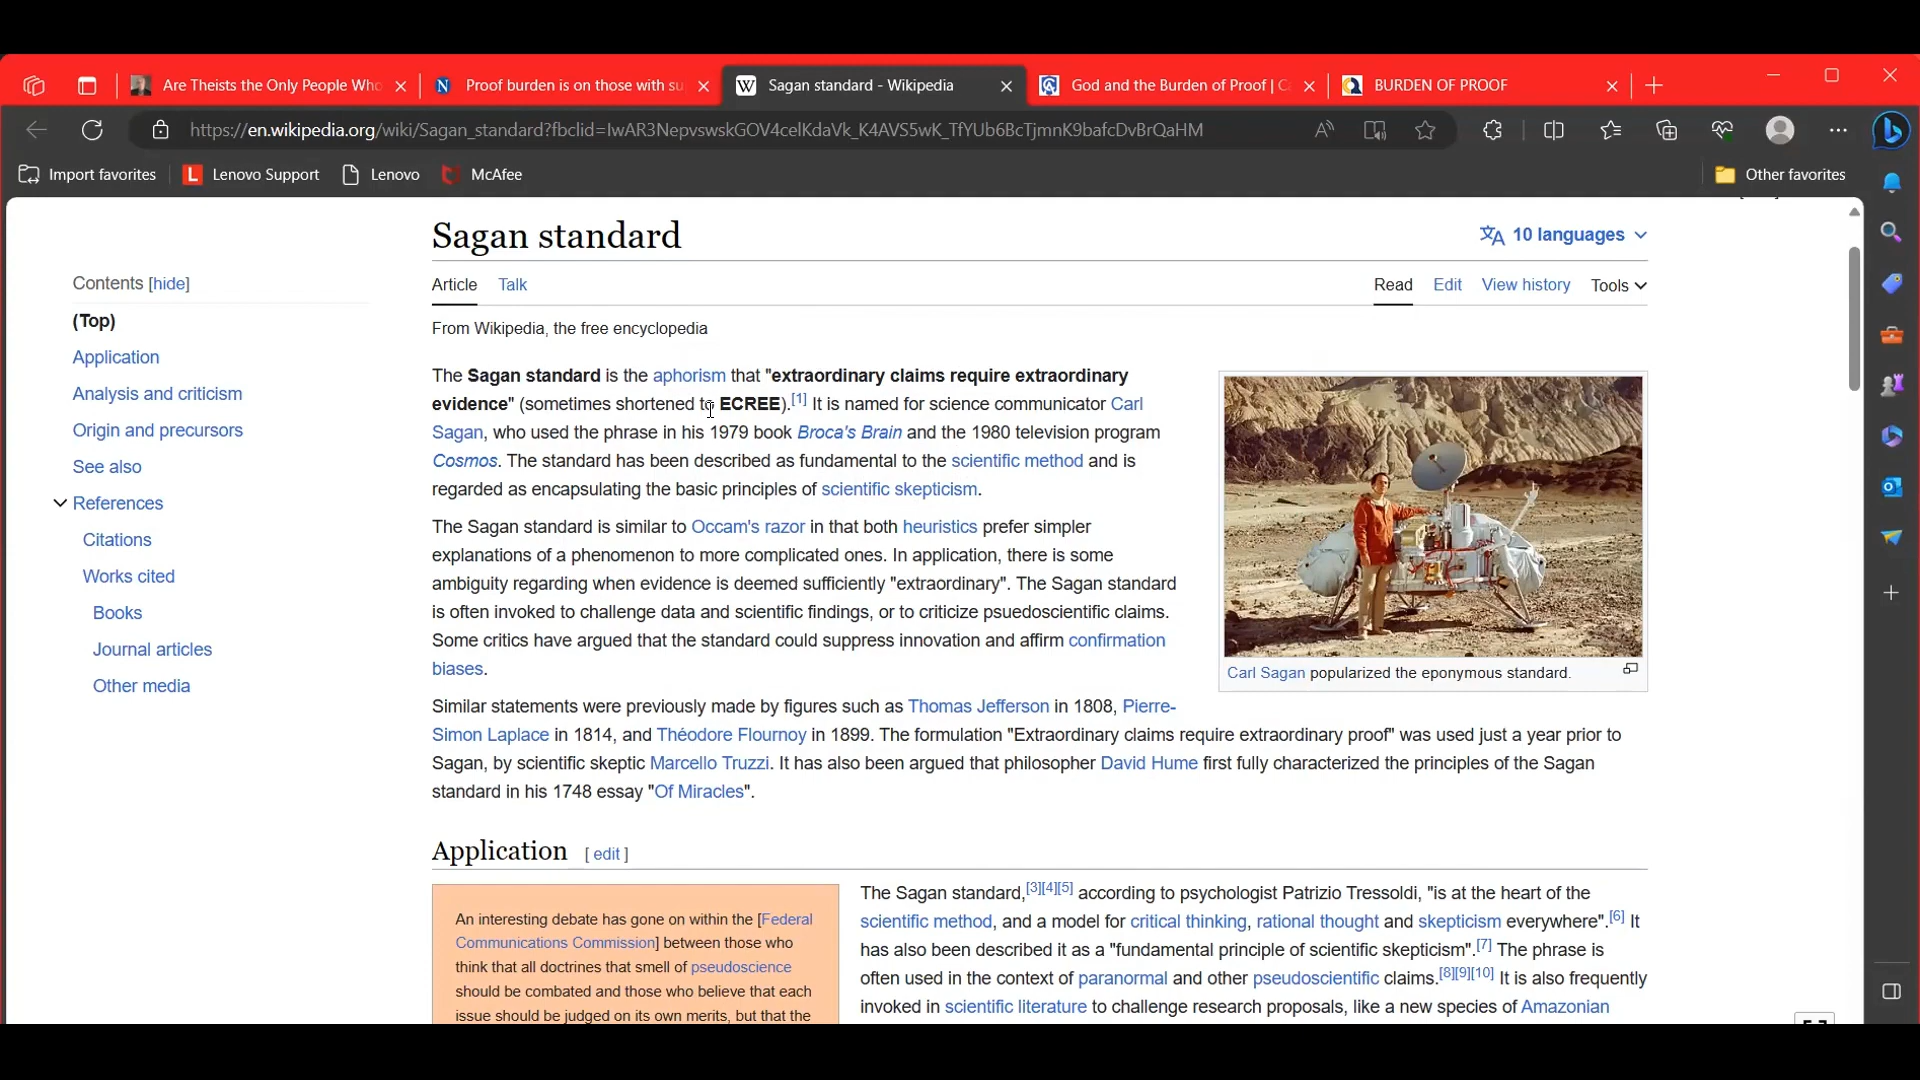 Are Theists the Only People Who
Proof burden is on those with su
Sagan standard - Wikipedia
God and the Burden of Proof | C
BURDEN OF PROOF
https://en.wikipedia.org/wiki/Sagan_standard?fbclid=IwAR3NepvswskGOV4celKdaVk_K4AVS5wK_TfYUb6BcTjmnK9bafcDvBrQaHM
Import favorites
Lenovo Support
Lenovo
McAfee
Other favorites
Sagan standard
10 languages
Contents [hide]
Article
Talk
Read
Edit
View history
Tools
(Top)
From Wikipedia, the free encyclopedia
Application
Analysis and criticism
Origin and precursors
See also
References
Citations
Works cited
Books
Journal articles
Other media
The Sagan standard is the aphorism that "extraordinary claims require extraordinary
evidence" (sometimes shortened to ECREE).[1] It is named for science communicator Carl
Sagan, who used the phrase in his 1979 book Broca's Brain and the 1980 television program
Cosmos. The standard has been described as fundamental to the scientific method and is
regarded as encapsulating the basic principles of scientific skepticism.
The Sagan standard is similar to Occam's razor in that both heuristics prefer simpler
explanations of a phenomenon to more complicated ones. In application, there is some
ambiguity regarding when evidence is deemed sufficiently "extraordinary". The Sagan standard
is often invoked to challenge data and scientific findings, or to criticize psuedoscientific claims.
Some critics have argued that the standard could suppress innovation and affirm confirmation
biases.
Carl Sagan popularized the eponymous standard.
Similar statements were previously made by figures such as Thomas Jefferson in 1808, Pierre-
Simon Laplace in 1814, and Théodore Flournoy in 1899. The formulation "Extraordinary claims require extraordinary proof" was used just a year prior to
Sagan, by scientific skeptic Marcello Truzzi. It has also been argued that philosopher David Hume first fully characterized the principles of the Sagan
standard in his 1748 essay "Of Miracles".
Application [ edit ]
An interesting debate has gone on within the [Federal
Communications Commission] between those who
think that all doctrines that smell of pseudoscience
should be combated and those who believe that each
issue should be judged on its own merits, but that the
The Sagan standard,[3][4][5] according to psychologist Patrizio Tressoldi, "is at the heart of the
scientific method, and a model for critical thinking, rational thought and skepticism everywhere".[6] It
has also been described it as a "fundamental principle of scientific skepticism".[7] The phrase is
often used in the context of paranormal and other pseudoscientific claims.[8][9][10] It is also frequently
invoked in scientific literature to challenge research proposals, like a new species of Amazonian